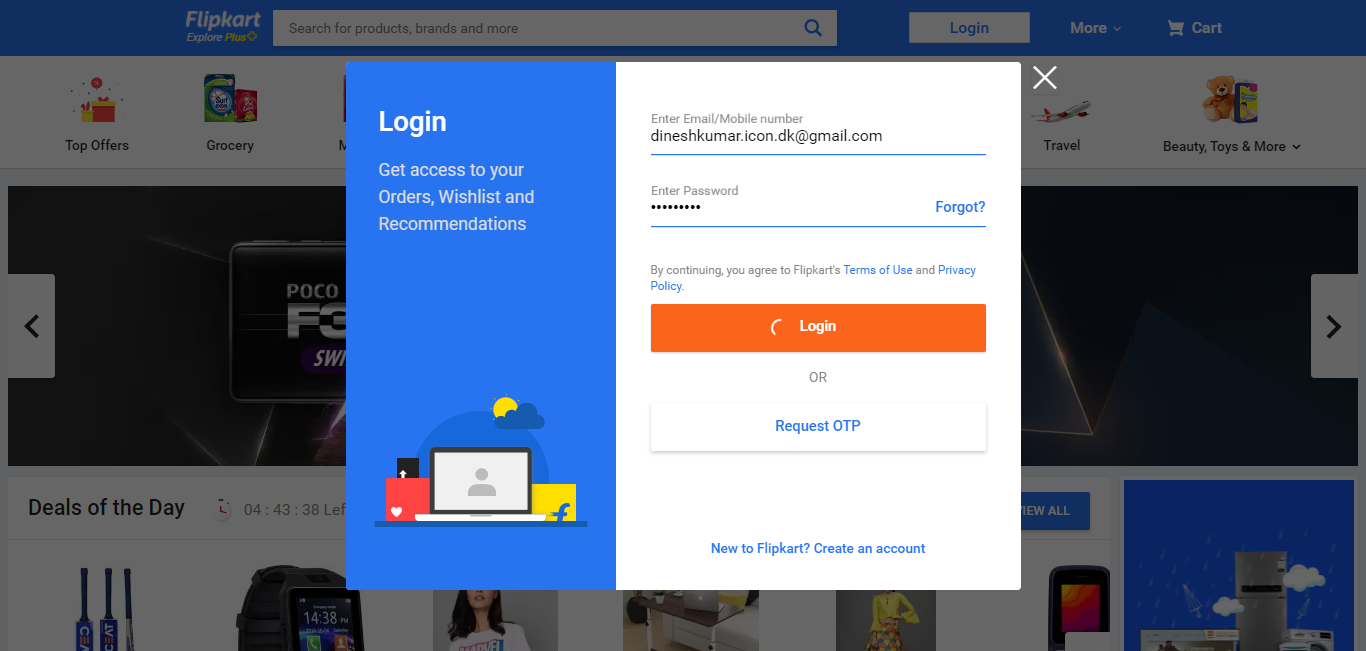 Flipkart
Explore Plus
Search for products, brands and more
Login
More
Cart
Top Offers
Grocery
M
Travel
Beauty, Toys & More
Login
Get access to your
Orders, Wishlist and
Recommendations
Enter Email/Mobile number
dineshkumar.icon.dk@gmail.com
Enter Password
•••••••••
Forgot?
By continuing, you agree to Flipkart's Terms of Use and Privacy
Policy.
Login
OR
Request OTP
New to Flipkart? Create an account
POCO
F3
SWI
Deals of the Day
04 : 43 : 38 Lef
VIEW ALL
CEAT
14:38
MARVEL